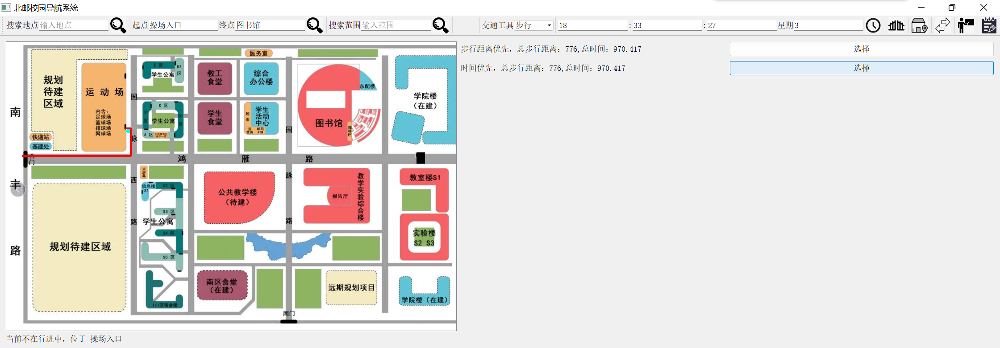 北邮校园导航系统
搜索地点 输入地点 起点 操场入口 终点 图书馆 搜索范围 输入范围 交通工具 步行 18 : 33 : 27 星期 3
步行距离优先，总步行距离：776,总时间：970.417 选择
时间优先，总步行距离：776,总时间：970.417 选择
医务室
E 区
D2
区
学生公寓
教工
食堂
综合
办公楼
东配楼
规划
待建
区域
运 动 场
内含：
足球场
篮球场
排球场
网球场
国
脉
西
路
C 区
B
区
D1
区
学生公寓
A 区
学生
食堂
超
市
学生
活动
中心
运
营商
邮局
ATM
国
脉
路
图书馆
咖
啡
厅
学院楼
（在建）
南
丰
路
快递站
基建处
西
门
鸿 雁 路
大
屏
幕
信息楼
S1
S2 区
S3 区
学生公寓
S4 区
S5 区
公共教学楼
（待建）
报告厅
教
学
实
验
综
合
楼
教室楼S1
实验楼
S2 S3
规划待建区域
南区食堂
（在建）
远期规划项目
学院楼（在建）
III区宿舍楼
南门
当前不在行进中，位于 操场入口